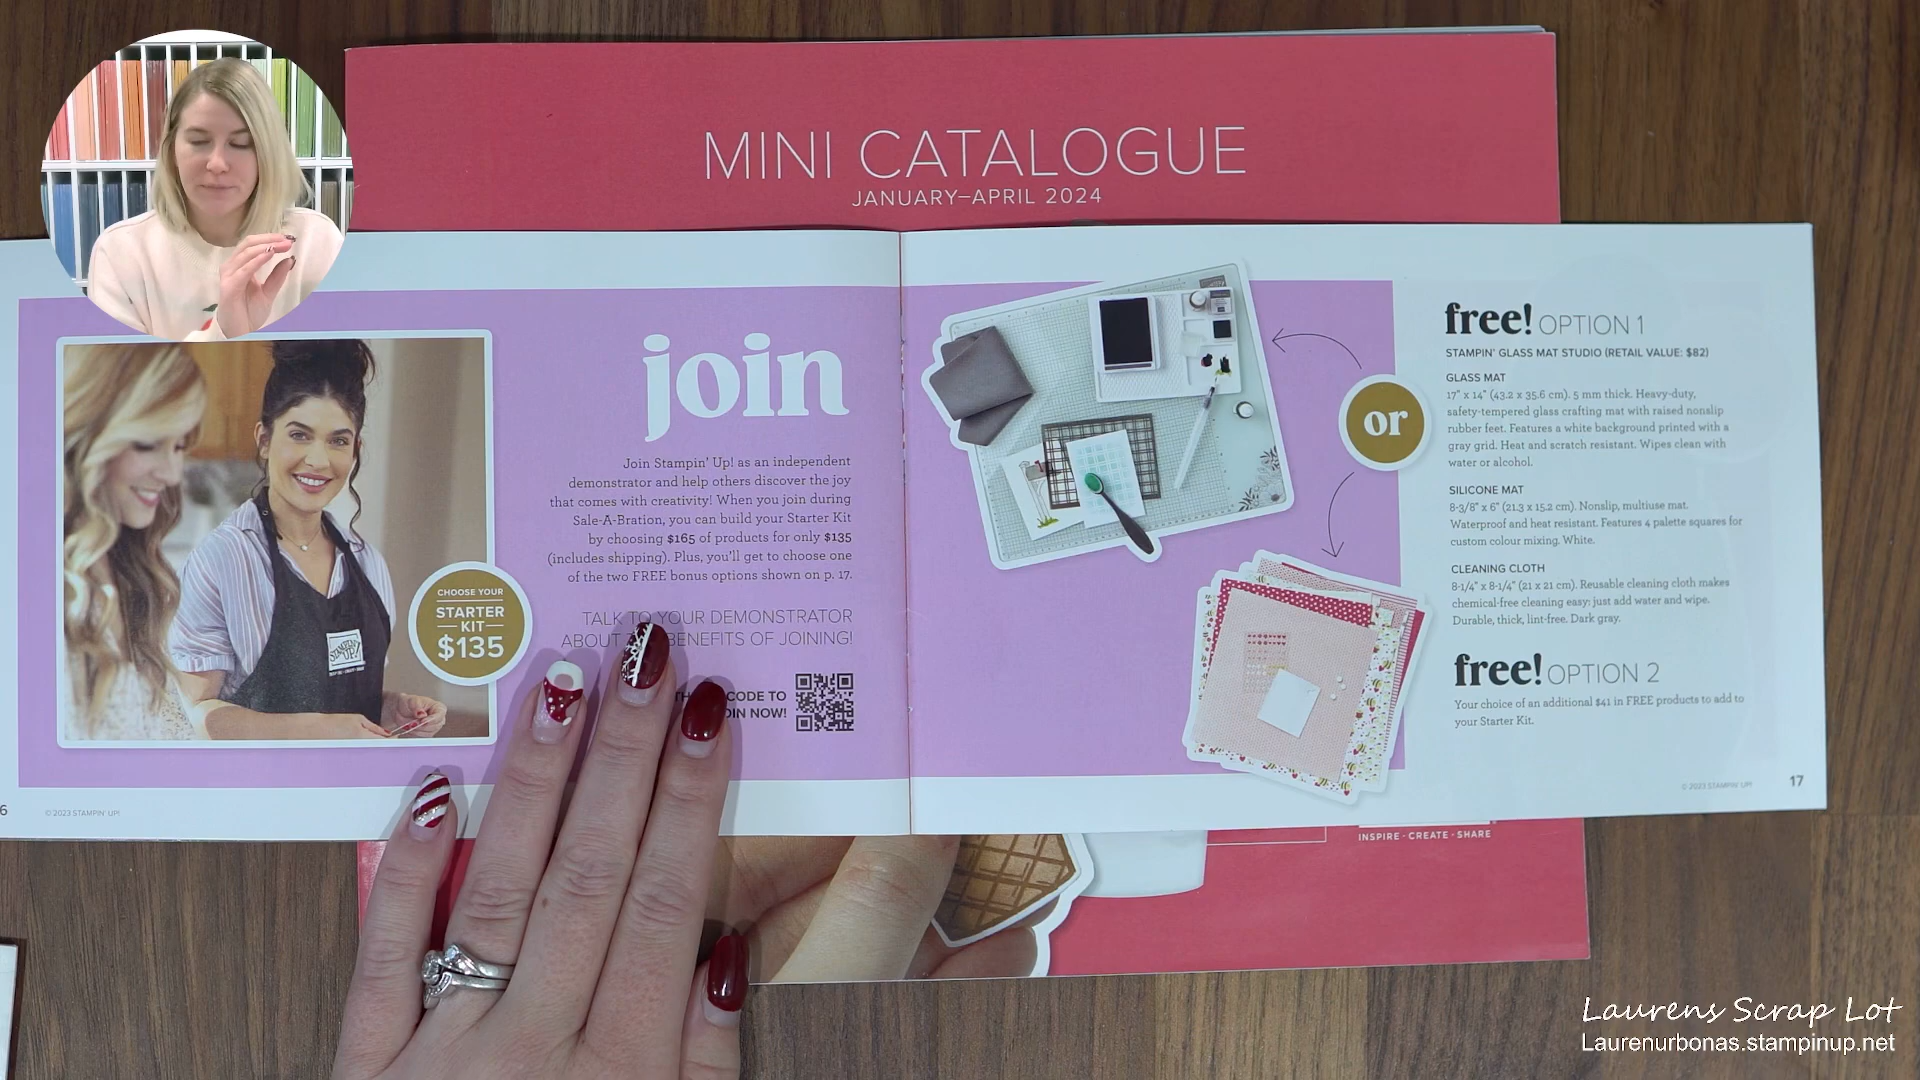 MINI CATALOGUE
JANUARY–APRIL 2024
join
Join Stampin' Up! as an independent
demonstrator and help others discover the joy
that comes with creativity! When you join during
Sale-A-Bration, you can build your Starter Kit
by choosing $165 of products for only $135
(includes shipping). Plus, you'll get to choose one
of the two FREE bonus options shown on p. 17.
TALK TO YOUR DEMONSTRATOR
ABOUT BENEFITS OF JOINING!
CODE TO
NOW!
CHOOSE YOUR
STARTER
KIT
$135
STAMPIN' UP!
6
© 2023 STAMPIN' UP!
or
free! OPTION 1
STAMPIN' GLASS MAT STUDIO (RETAIL VALUE: $82)
GLASS MAT
17" x 14" (43.2 x 35.6 cm). 5 mm thick. Heavy-duty,
safety-tempered glass crafting mat with raised nonslip
rubber feet. Features a white background printed with a
gray grid. Heat and scratch resistant. Wipes clean with
water or alcohol.
SILICONE MAT
8-3/8" x 6" (21.3 x 15.2 cm). Nonslip, multiuse mat.
Waterproof and heat resistant. Features 4 palette squares for
custom colour mixing. White.
CLEANING CLOTH
8-1/4" x 8-1/4" (21 x 21 cm). Reusable cleaning cloth makes
chemical-free cleaning easy: just add water and wipe.
Durable, thick, lint-free. Dark gray.
free! OPTION 2
Your choice of an additional $41 in FREE products to add to
your Starter Kit.
© 2023 STAMPIN' UP!
17
INSPIRE · CREATE · SHARE
Laurens Scrap Lot
Laurenurbonas.stampinup.net